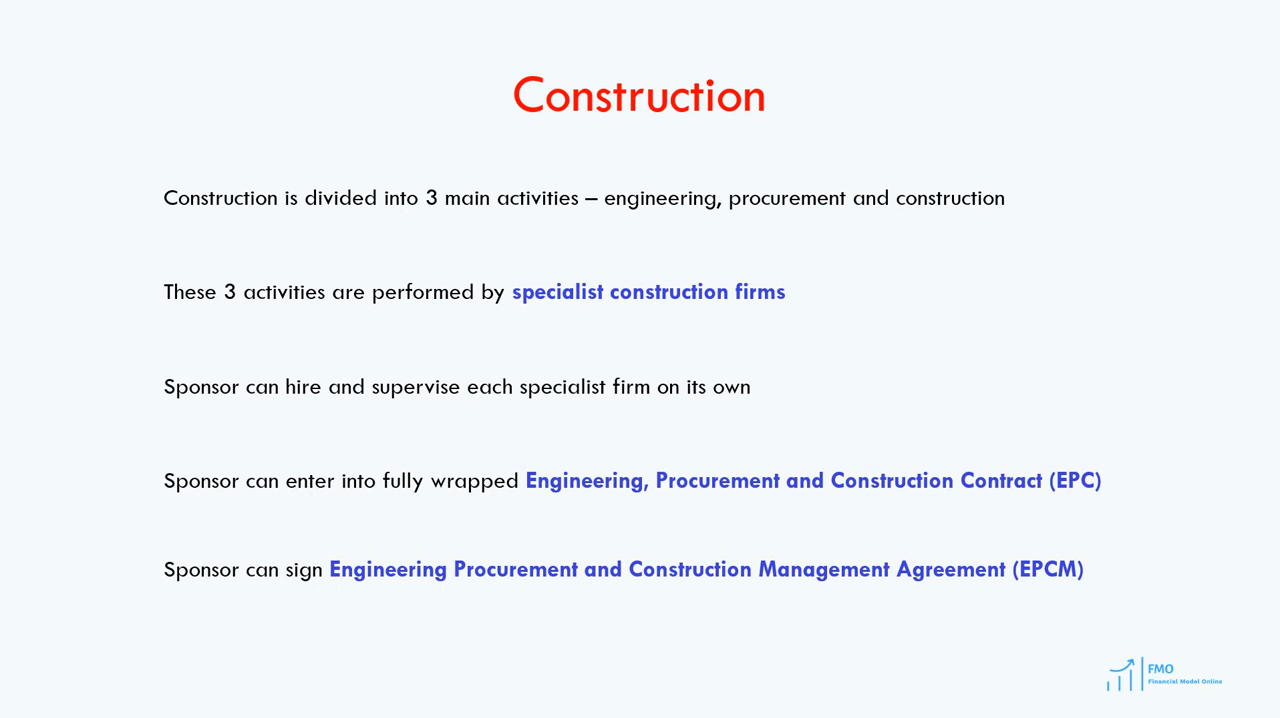 Construction
Construction is divided into 3 main activities – engineering, procurement and construction
These 3 activities are performed by specialist construction firms
Sponsor can hire and supervise each specialist firm on its own
Sponsor can enter into fully wrapped Engineering, Procurement and Construction Contract (EPC)
Sponsor can sign Engineering Procurement and Construction Management Agreement (EPCM)
FMO
Financial Model Online